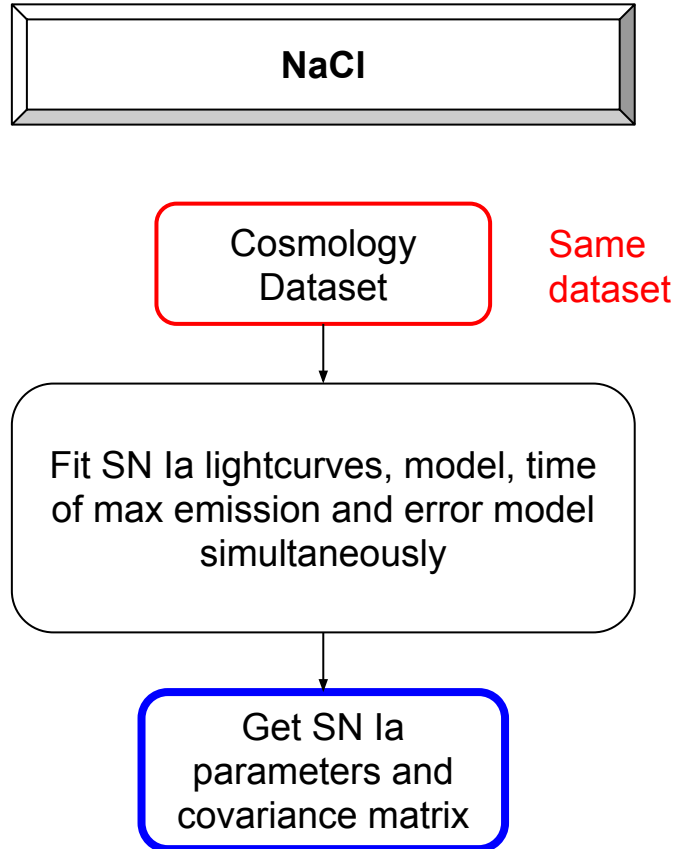 NaCl
Cosmology
Dataset
Same
dataset
Fit SN Ia lightcurves, model, time
of max emission and error model
simultaneously
Get SN Ia
parameters and
covariance matrix